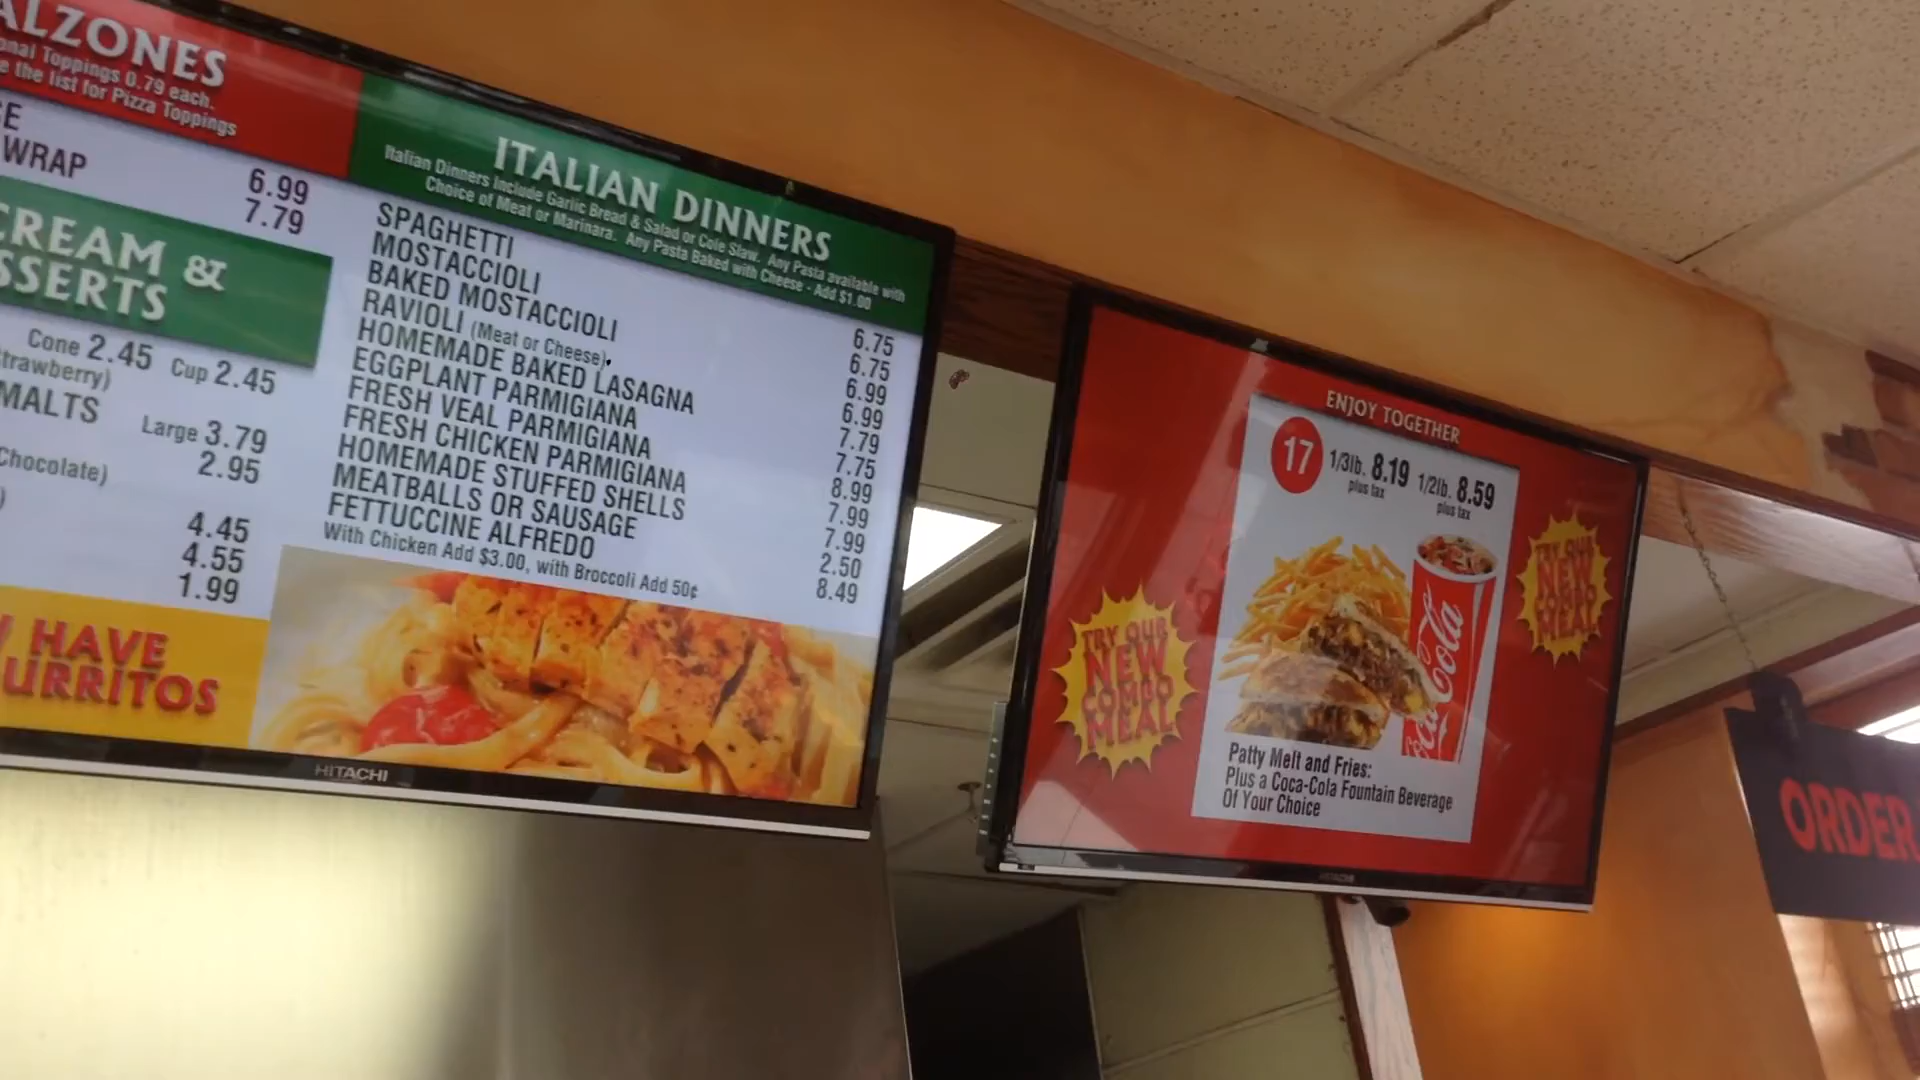 ALZONES
onal Toppings 0.79 each.
e the list for Pizza Toppings
WRAP
6.99
7.79
CREAM &
SSERTS
Cone 2.45 Cup 2.45
trawberry)
MALTS
Large 3.79
2.95
Chocolate)
4.45
4.55
1.99
HAVE
URRITOS
ITALIAN DINNERS
Italian Dinners Include Garlic Bread & Salad or Cole Slaw. Any Pasta available with
Choice of Meat or Marinara. Any Pasta Baked with Cheese - Add $1.00
SPAGHETTI 6.75
MOSTACCIOLI 6.75
BAKED MOSTACCIOLI 6.99
RAVIOLI (Meat or Cheese) 6.99
HOMEMADE BAKED LASAGNA 7.79
EGGPLANT PARMIGIANA 7.75
FRESH VEAL PARMIGIANA 8.99
FRESH CHICKEN PARMIGIANA 7.99
HOMEMADE STUFFED SHELLS 7.99
MEATBALLS OR SAUSAGE 2.50
FETTUCCINE ALFREDO 8.49
With Chicken Add $3.00, with Broccoli Add 50¢
HITACHI
ENJOY TOGETHER
17 1/3lb. 8.19 1/2lb. 8.59
plus tax plus tax
Coca-Cola
TRY OUR
NEW
COMBO
MEAL
TRY OUR
NEW
COMBO
MEAL
Patty Melt and Fries:
Plus a Coca-Cola Fountain Beverage
Of Your Choice
HITACHI
ORDER